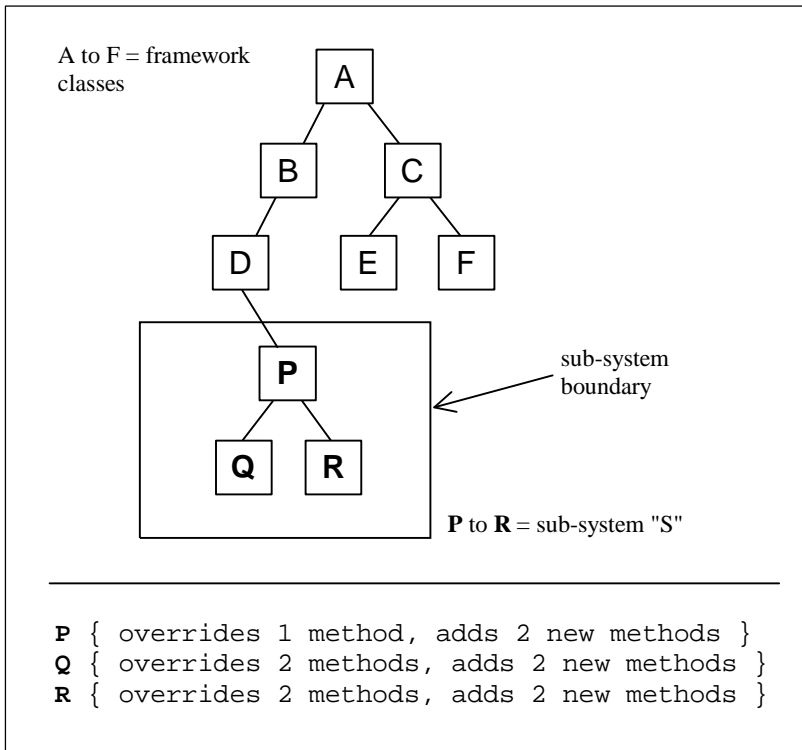 A to F = framework
classes
A
B
C
D
E
F
P
sub-system
boundary
Q
R
P to R = sub-system "S"
P { overrides 1 method, adds 2 new methods }
Q { overrides 2 methods, adds 2 new methods }
R { overrides 2 methods, adds 2 new methods }